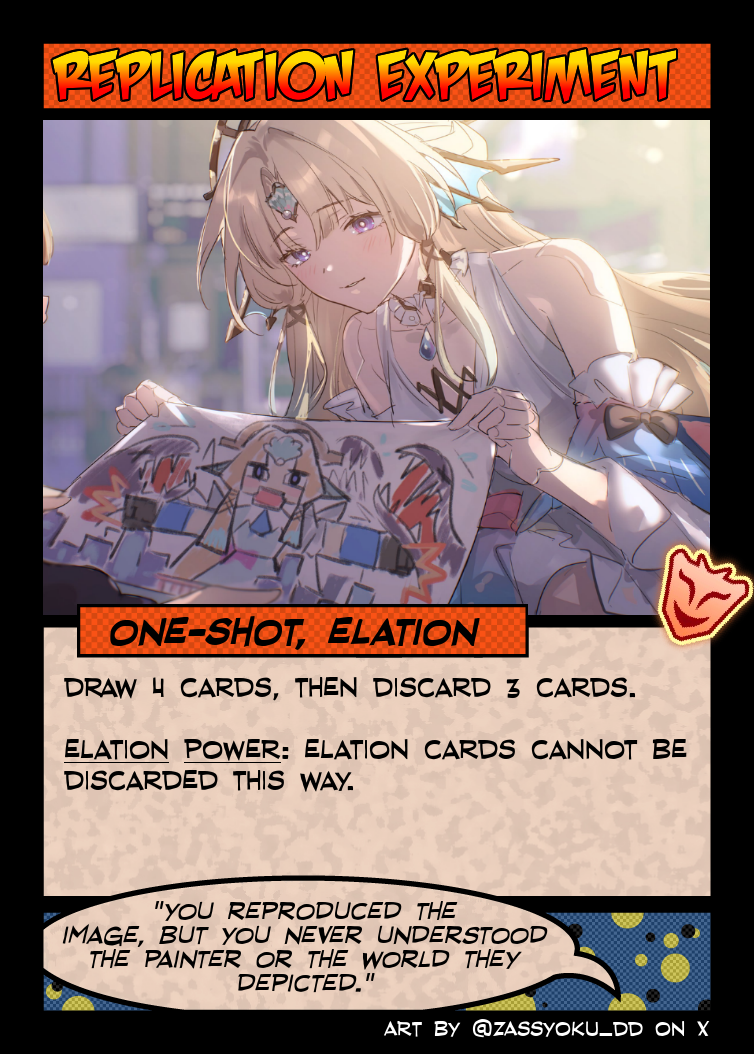 REPLICATION EXPERIMENT
ONE-SHOT, ELATION
DRAW 4 CARDS, THEN DISCARD 3 CARDS.
ELATION POWER: ELATION CARDS CANNOT BE
DISCARDED THIS WAY.
"YOU REPRODUCED THE
IMAGE, BUT YOU NEVER UNDERSTOOD
THE PAINTER OR THE WORLD THEY
DEPICTED."
ART BY @ZASSYOKU_DD ON X